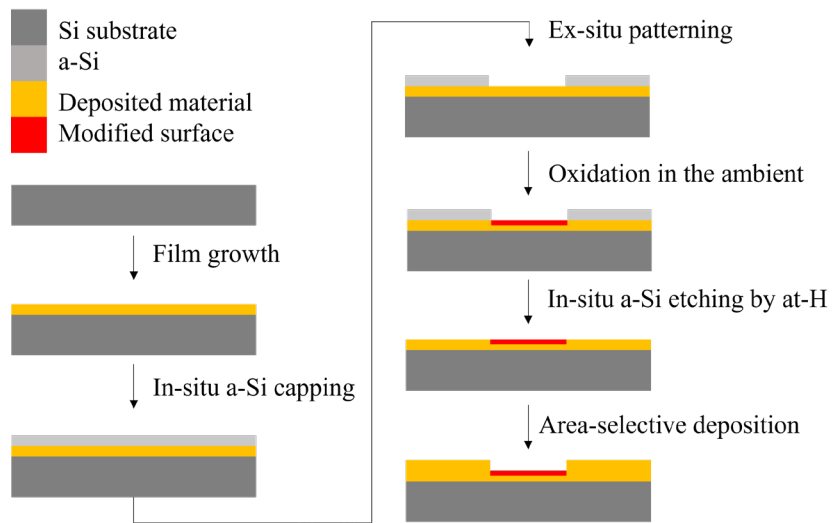 Si substrate
a-Si
Deposited material
Modified surface
Film growth
In-situ a-Si capping
Ex-situ patterning
Oxidation in the ambient
In-situ a-Si etching by at-H
Area-selective deposition